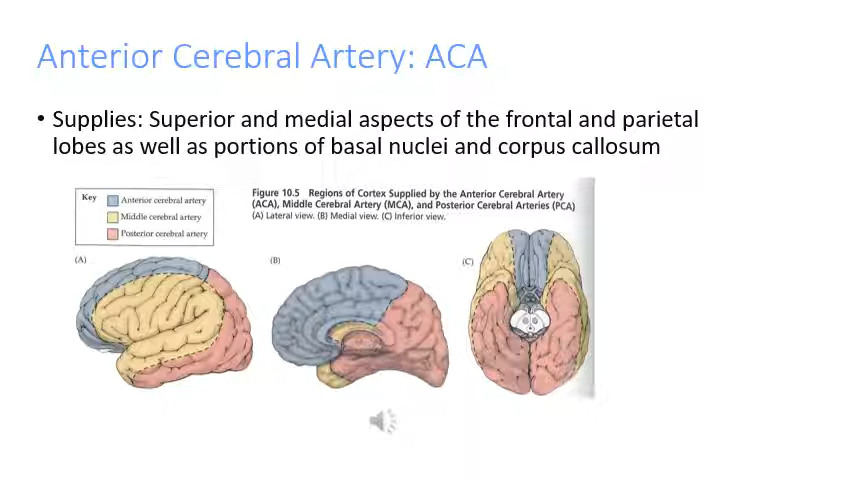 Anterior Cerebral Artery: ACA
• Supplies: Superior and medial aspects of the frontal and parietal
lobes as well as portions of basal nuclei and corpus callosum
Key
Anterior cerebral artery
Middle cerebral artery
Posterior cerebral artery
Figure 10.5 Regions of Cortex Supplied by the Anterior Cerebral Artery
(ACA), Middle Cerebral Artery (MCA), and Posterior Cerebral Arteries (PCA)
(A) Lateral view. (B) Medial view. (C) Inferior view.
(A)
(B)
(C)